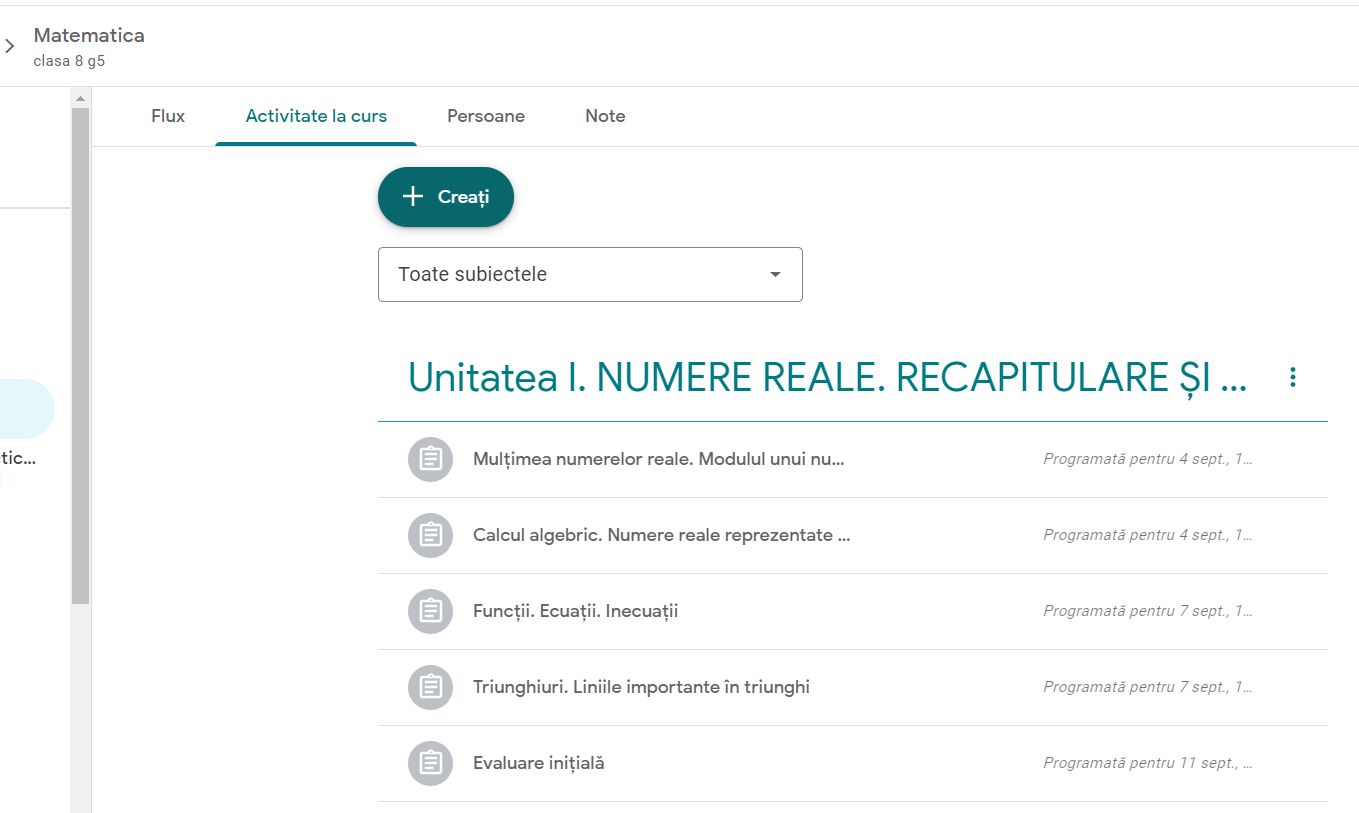 Matematica
clasa 8 g5
Flux Activitate la curs Persoane Note
Creați
Toate subiectele
Unitatea I. NUMERE REALE. RECAPITULARE ȘI ...
Mulțimea numerelor reale. Modulul unui nu... Programată pentru 4 sept., 1...
Calcul algebric. Numere reale reprezentate ... Programată pentru 4 sept., 1...
tic...
Funcții. Ecuații. Inecuații Programată pentru 7 sept., 1...
Triunghiuri. Liniile importante în triunghi Programată pentru 7 sept., 1...
Evaluare inițială Programată pentru 11 sept., ...